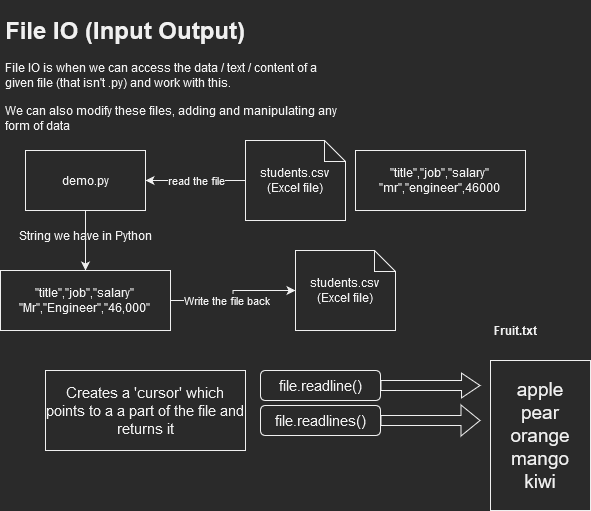 File IO (Input Output)
File IO is when we can access the data / text / content of a
given file (that isn't .py) and work with this.
We can also modify these files, adding and manipulating any
form of data
demo.py
read the file
students.csv
(Excel file)
"title","job","salary"
"mr","engineer",46000
String we have in Python
"title","job","salary"
"Mr","Engineer","46,000"
Write the file back
students.csv
(Excel file)
Fruit.txt
Creates a 'cursor' which
points to a a part of the file and
returns it
file.readline()
file.readlines()
apple
pear
orange
mango
kiwi